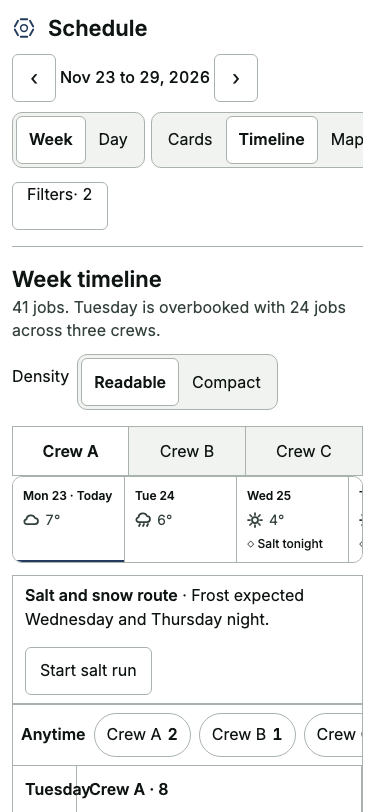 Schedule
‹ Nov 23 to 29, 2026 ›
Week Day Cards Timeline Map
Filters· 2
Week timeline
41 jobs. Tuesday is overbooked with 24 jobs
across three crews.
Density Readable Compact
Crew A Crew B Crew C
Mon 23 · Today Tue 24 Wed 25
7° 6° 4°
◇ Salt tonight
Salt and snow route · Frost expected
Wednesday and Thursday night.
Start salt run
Anytime Crew A 2 Crew B 1 Crew
Tuesday Crew A · 8